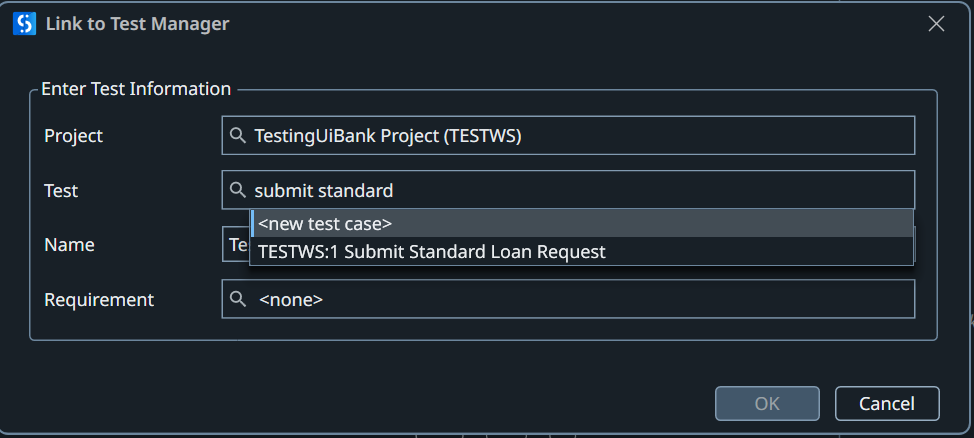 Link to Test Manager
Enter Test Information
Project
TestingUiBank Project (TESTWS)
Test
submit standard
<new test case>
TESTWS:1 Submit Standard Loan Request
Name
Te
Requirement
<none>
OK
Cancel